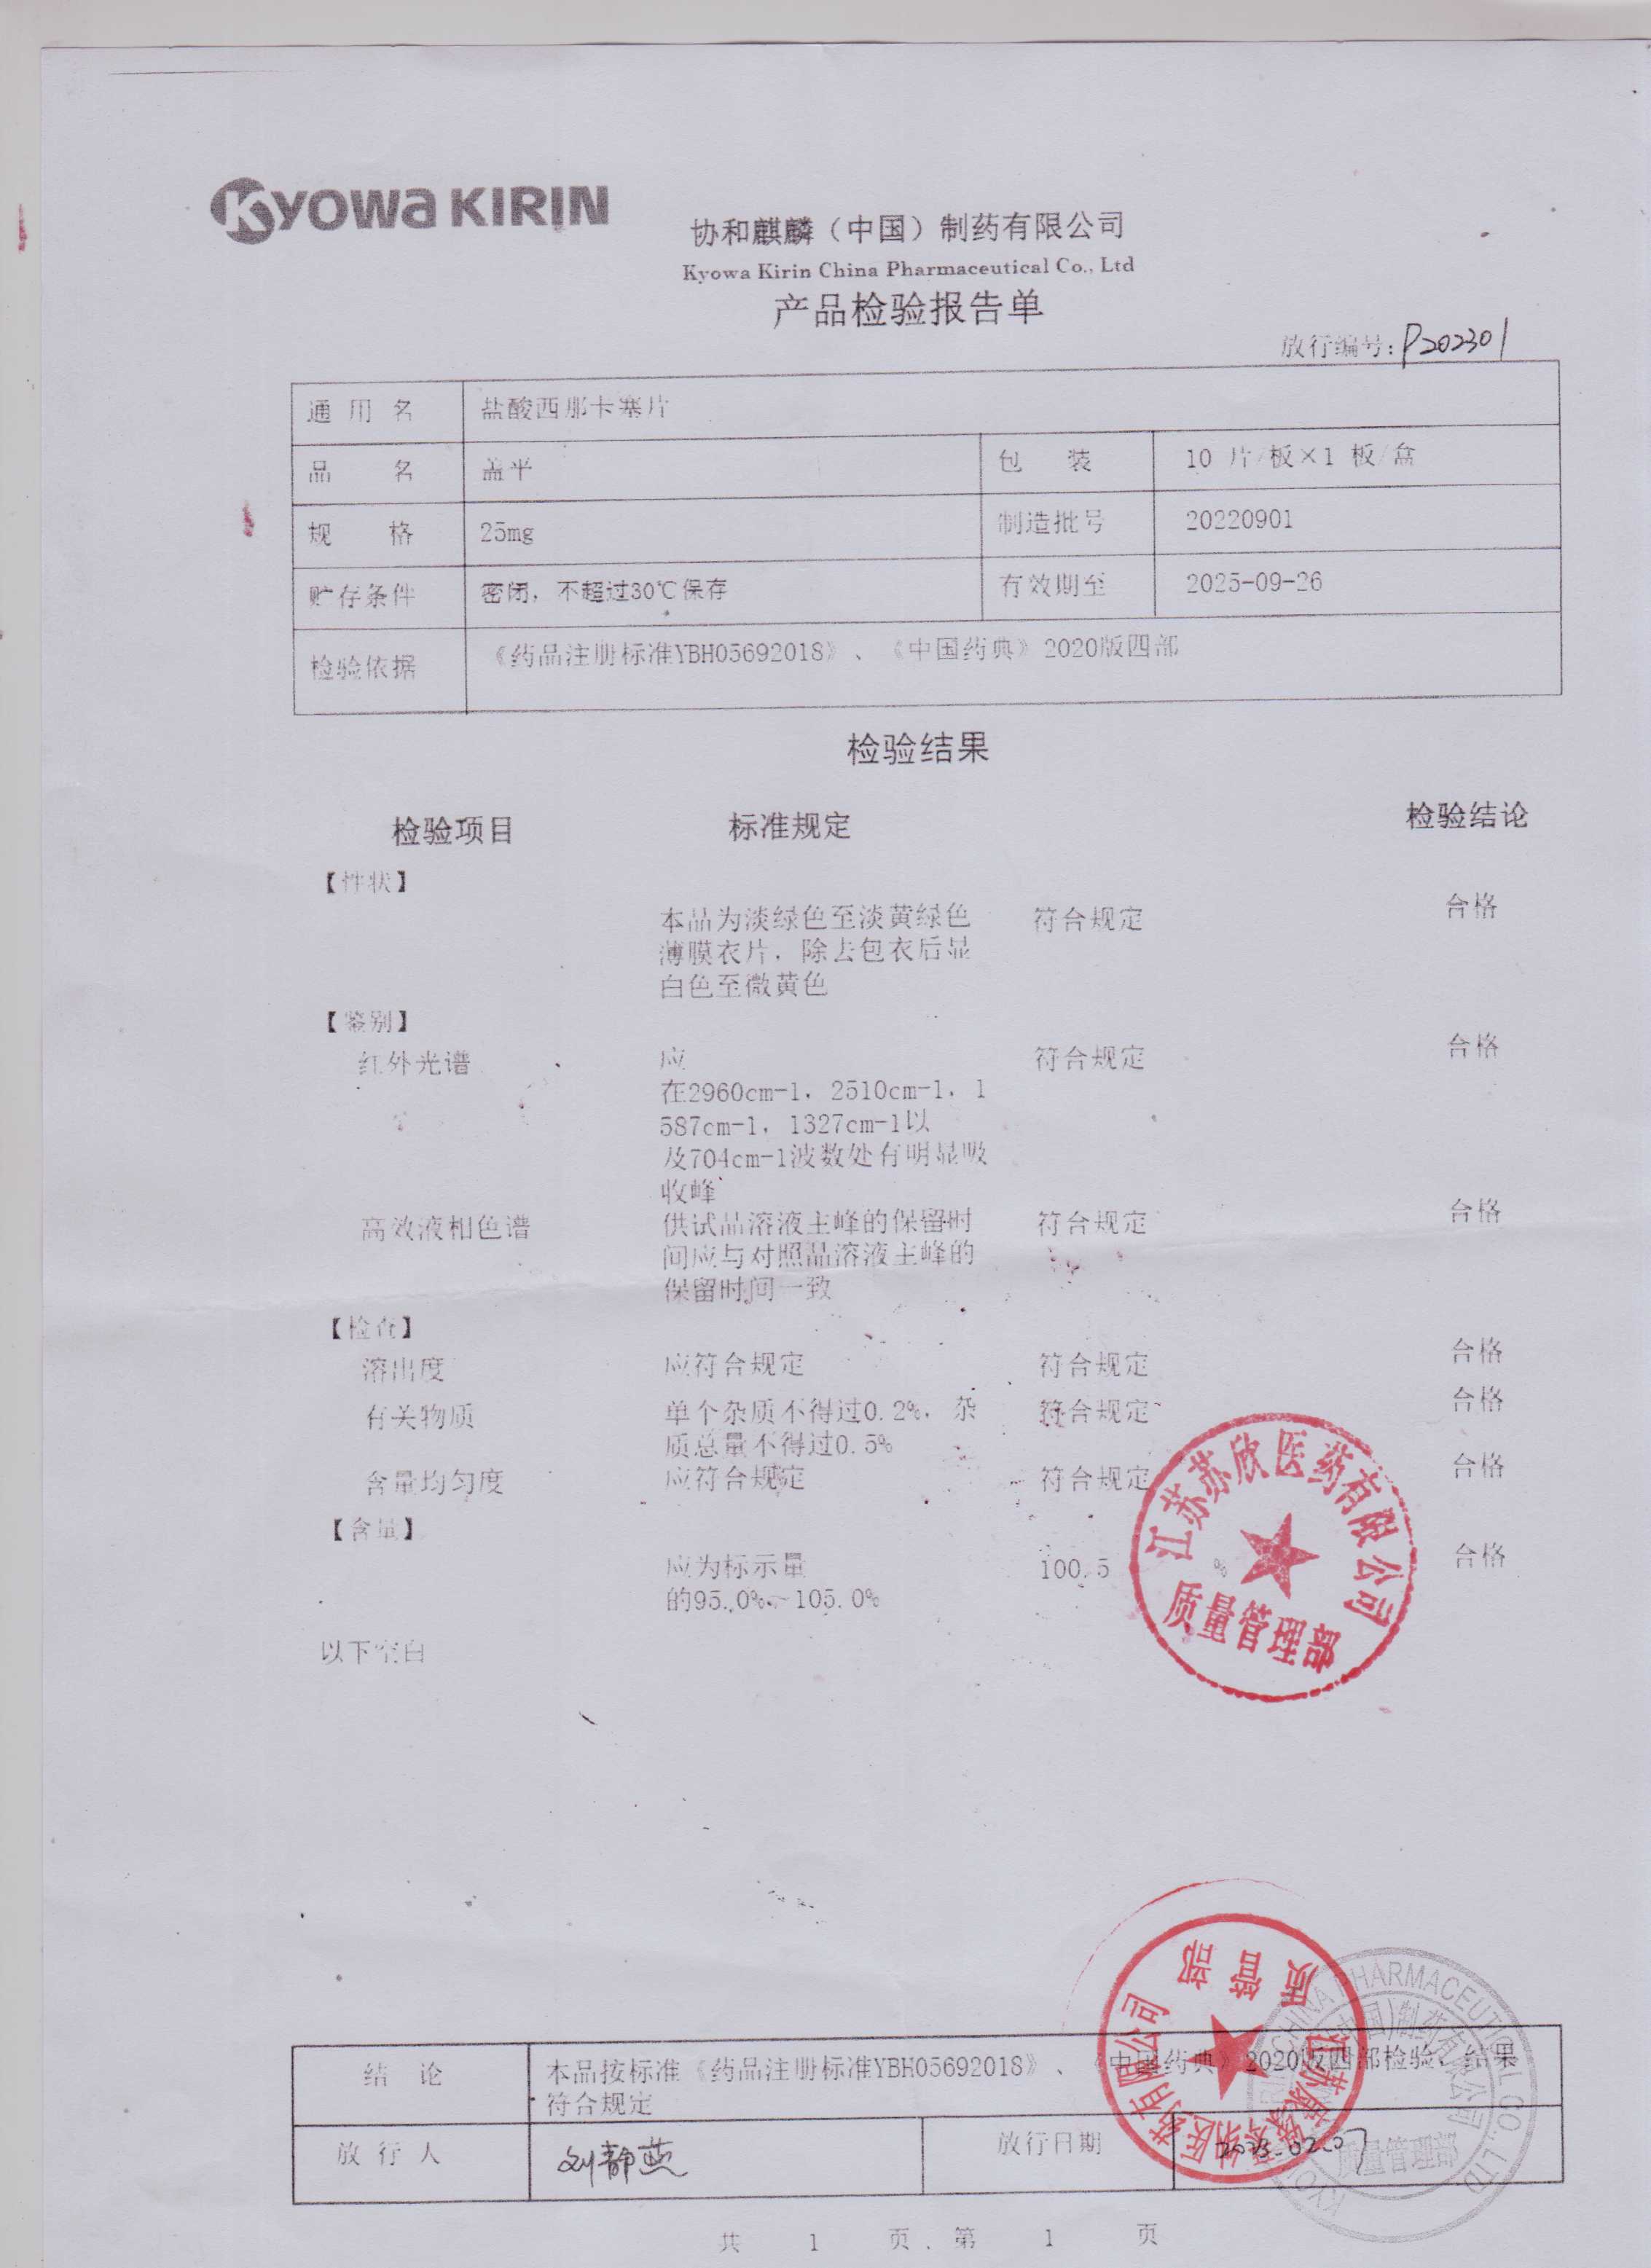 KYOWA KIRIN
协和麒麟（中国）制药有限公司
Kyowa Kirin China Pharmaceutical Co., Ltd
产品检验报告单
放行编号：P202301
通用名 盐酸西那卡塞片
品名 盖平 包装 10 片/板×1 板/盒
规格 25mg 制造批号 20220901
贮存条件 密闭，不超过30℃保存 有效期至 2025-09-26
检验依据 《药品注册标准YBH05692018》、《中国药典》2020版四部
检验结果
检验项目 标准规定 检验结论
【性状】
本品为淡绿色至淡黄绿色 符合规定 合格
薄膜衣片，除去包衣后显
白色至微黄色
【鉴别】
红外光谱 应 符合规定 合格
在2960cm-1，2510cm-1，1
587cm-1，1327cm-1以
及704cm-1波数处有明显吸
收峰
高效液相色谱 供试品溶液主峰的保留时 符合规定 合格
间应与对照品溶液主峰的
保留时间一致
【检查】
溶出度 应符合规定 符合规定 合格
有关物质 单个杂质不得过0.2%，杂 符合规定 合格
质总量不得过0.5%
含量均匀度 应符合规定 符合规定 合格
【含量】
应为标示量 100.5 % 合格
的95.0%～105.0%
以下空白
江苏苏欣医药有限公司
质量管理部
结论 本品按标准《药品注册标准YBH05692018》、《中国药典》2020版四部检验，结果
符合规定
放行人 刘静燕 放行日期 2023-02-07
质管部
质量管理部
共 1 页，第 1 页